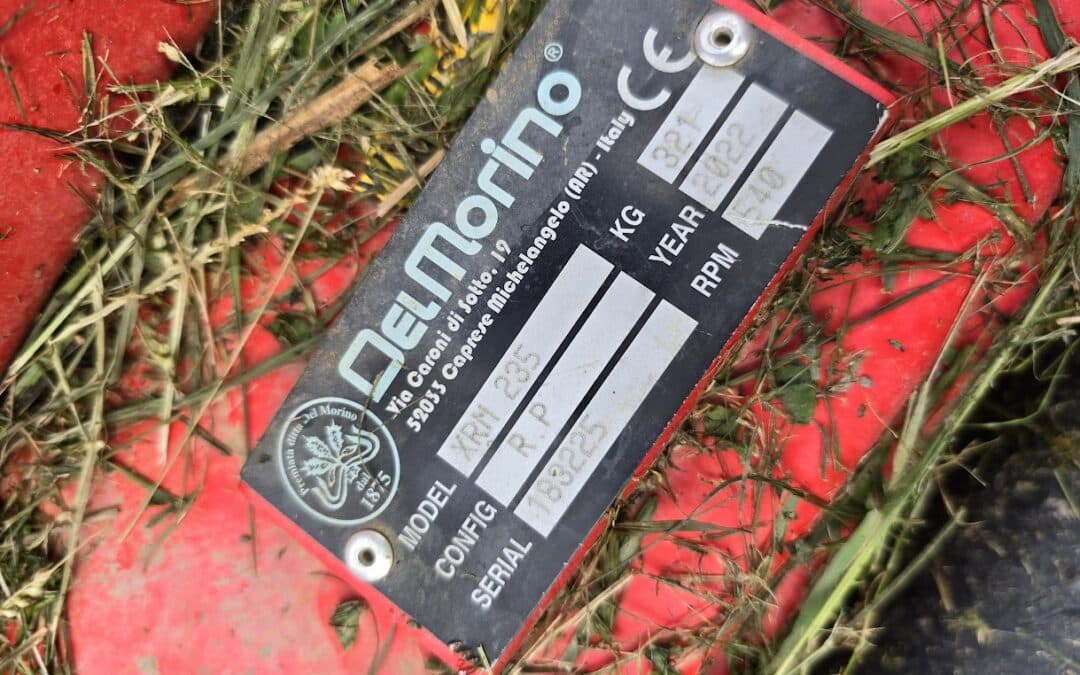 DELMORINO®
Via Caroni di Sotto, 19
52033 Caprese Michelangelo (AR) - Italy
CE
Premiata ditta Del Morino
dal
1875
MODEL XRM 235
CONFIG R.P
SERIAL 183225
KG 321
YEAR 2022
RPM 540